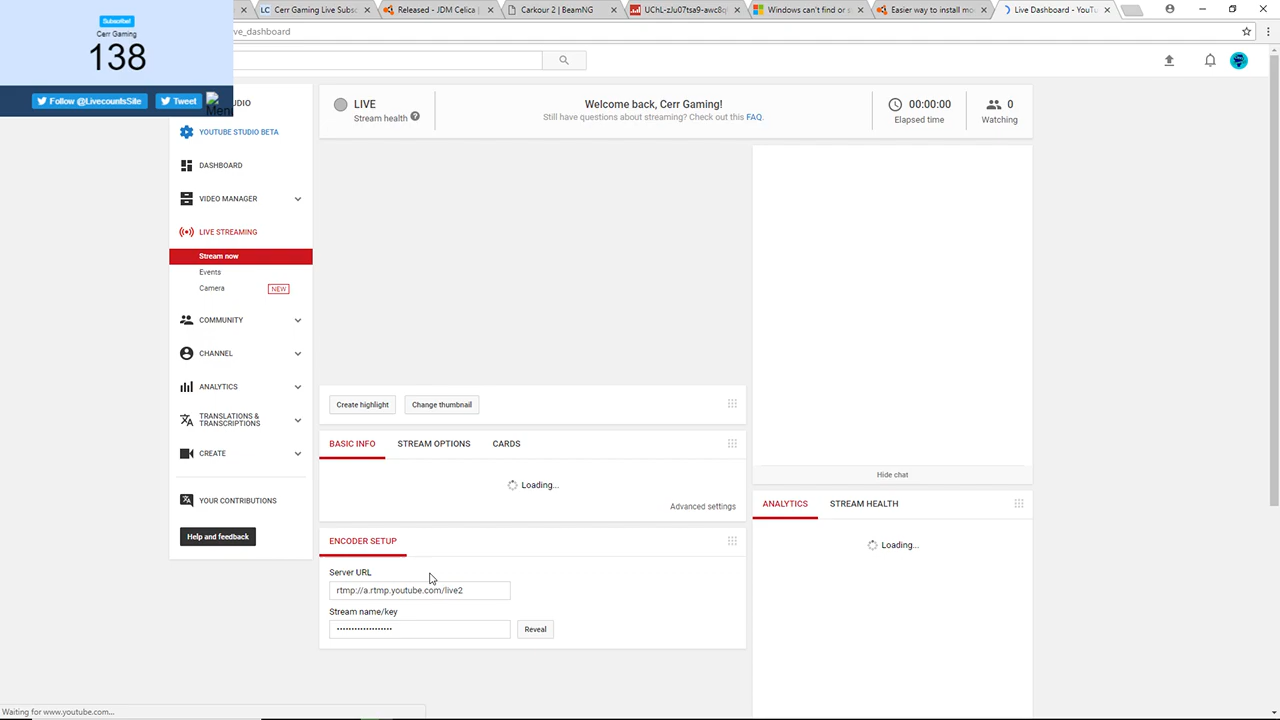 Subscribe!
Cerr Gaming
138
Follow @LivecountsSite
Tweet
Cerr Gaming Live Subsc
Released - JDM Celica (
Carkour 2 | BeamNG
UCHL-zJu07tsa9-awc8q
Windows can't find or s
Easier way to install mo
Live Dashboard - YouTu
ve_dashboard
UDIO
YOUTUBE STUDIO BETA
DASHBOARD
VIDEO MANAGER
LIVE STREAMING
Stream now
Events
Camera NEW
COMMUNITY
CHANNEL
ANALYTICS
TRANSLATIONS &
TRANSCRIPTIONS
CREATE
YOUR CONTRIBUTIONS
Help and feedback
LIVE
Stream health ?
Welcome back, Cerr Gaming!
Still have questions about streaming? Check out this FAQ.
00:00:00
Elapsed time
0
Watching
Create highlight
Change thumbnail
BASIC INFO STREAM OPTIONS CARDS
Loading...
Advanced settings
ENCODER SETUP
Server URL
rtmp://a.rtmp.youtube.com/live2
Stream name/key
•••••••••••••••••••
Reveal
Hide chat
ANALYTICS STREAM HEALTH
Loading...
Waiting for www.youtube.com...